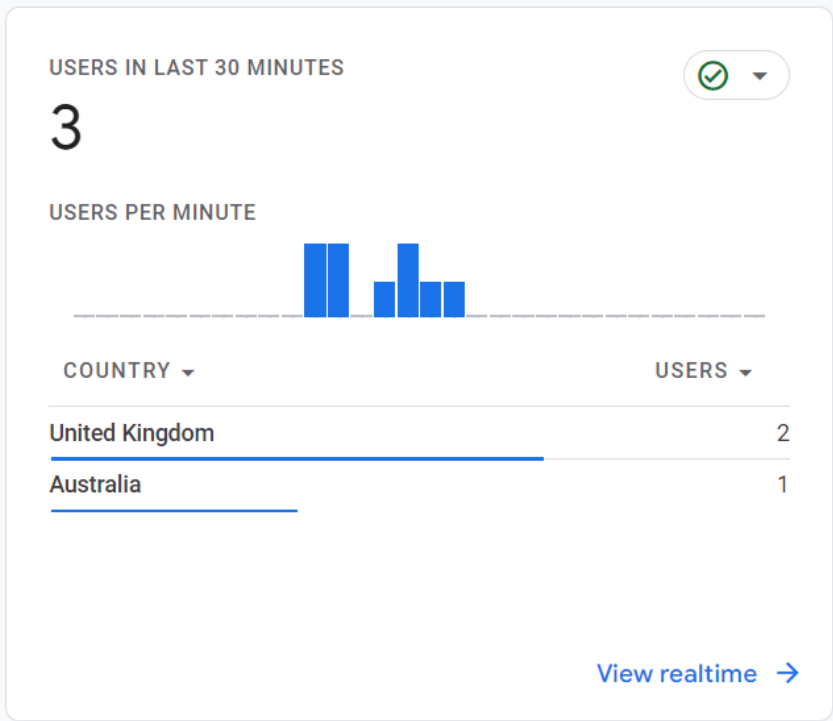 USERS IN LAST 30 MINUTES
3
USERS PER MINUTE
COUNTRY USERS
United Kingdom 2
Australia 1
View realtime